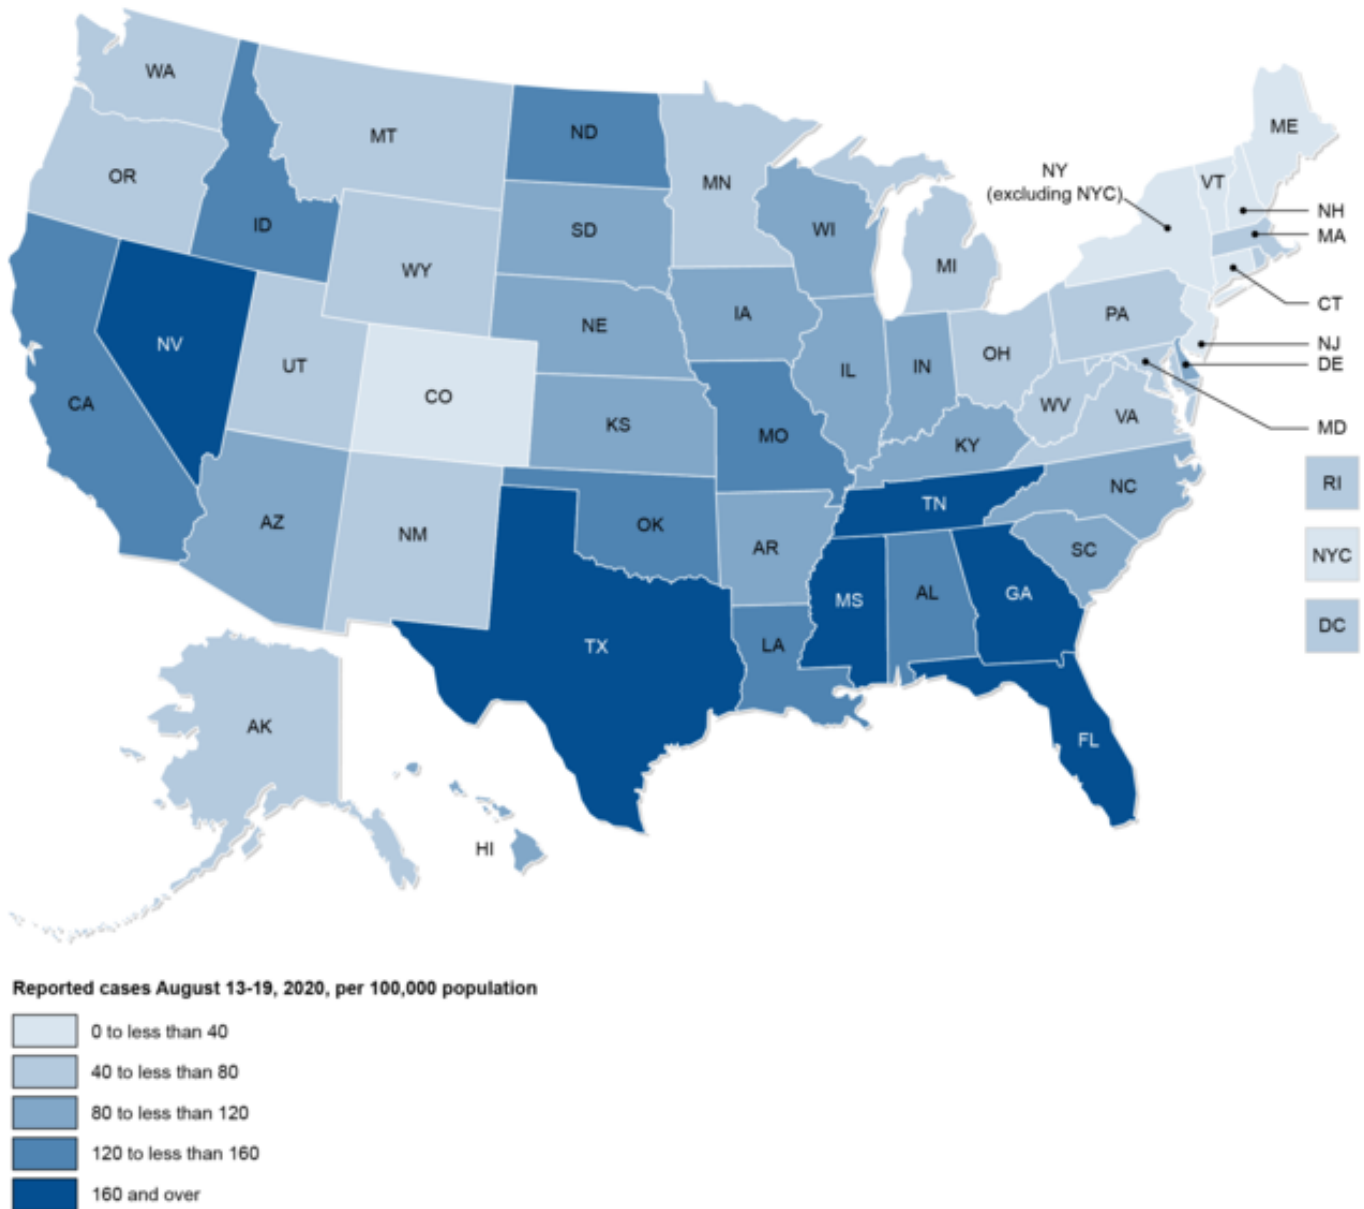 WA
MT
ND
MN
OR
ID
SD
WI
WY
MI
NY
(excluding NYC)
VT
ME
NH
MA
CT
NJ
DE
MD
NV
UT
CO
NE
IA
IL
IN
OH
PA
WV
VA
CA
KS
MO
KY
NC
AZ
NM
OK
AR
TN
SC
TX
LA
MS
AL
GA
FL
AK
HI
RI
NYC
DC
Reported cases August 13-19, 2020, per 100,000 population
0 to less than 40
40 to less than 80
80 to less than 120
120 to less than 160
160 and over